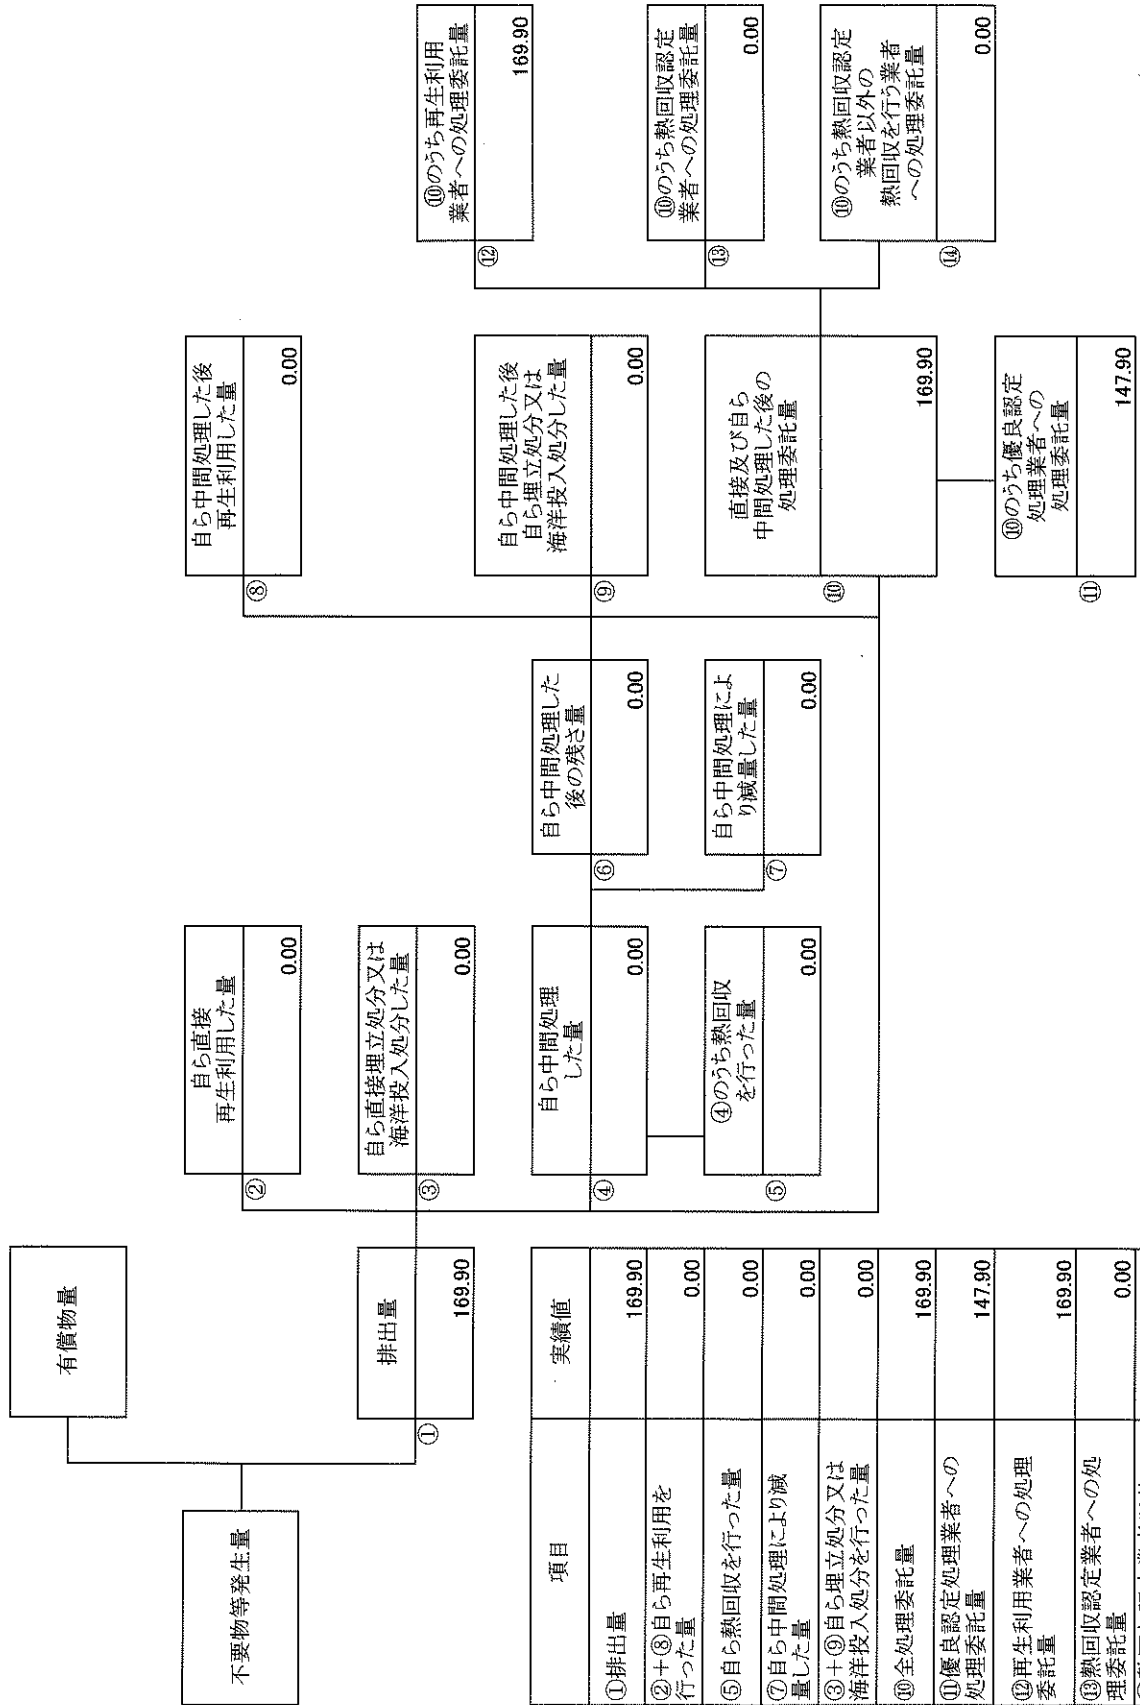 不要物等発生量
有償物量
排出量
①
169.90
自ら直接
再生利用した量
②
0.00
自ら直接埋立処分又は
海洋投入処分した量
③
0.00
自ら中間処理
した量
④
0.00
④のうち熱回収
を行った量
⑤
0.00
自ら中間処理した
後の残さ量
⑥
0.00
自ら中間処理によ
り減量した量
⑦
0.00
自ら中間処理した後
再生利用した量
⑧
0.00
自ら中間処理した後
自ら埋立処分又は
海洋投入処分した量
⑨
0.00
直接及び自ら
中間処理した後の
処理委託量
⑩
169.90
⑩のうち優良認定
処理業者への
処理委託量
⑪
147.90
⑩のうち再生利用
業者への処理委託量
⑫
169.90
⑩のうち熱回収認定
業者への処理委託量
⑬
0.00
⑩のうち熱回収認定
業者以外の
熱回収を行う業者
への処理委託量
⑭
0.00
項目 実績値
①排出量 169.90
②+⑧自ら再生利用を
行った量 0.00
⑤自ら熱回収を行った量 0.00
⑦自ら中間処理により減
量した量 0.00
③+⑨自ら埋立処分又は
海洋投入処分を行った量 0.00
⑩全処理委託量 169.90
⑪優良認定処理業者への
処理委託量 147.90
⑫再生利用業者への処理
委託量 169.90
⑬熱回収認定業者への処
理委託量 0.00